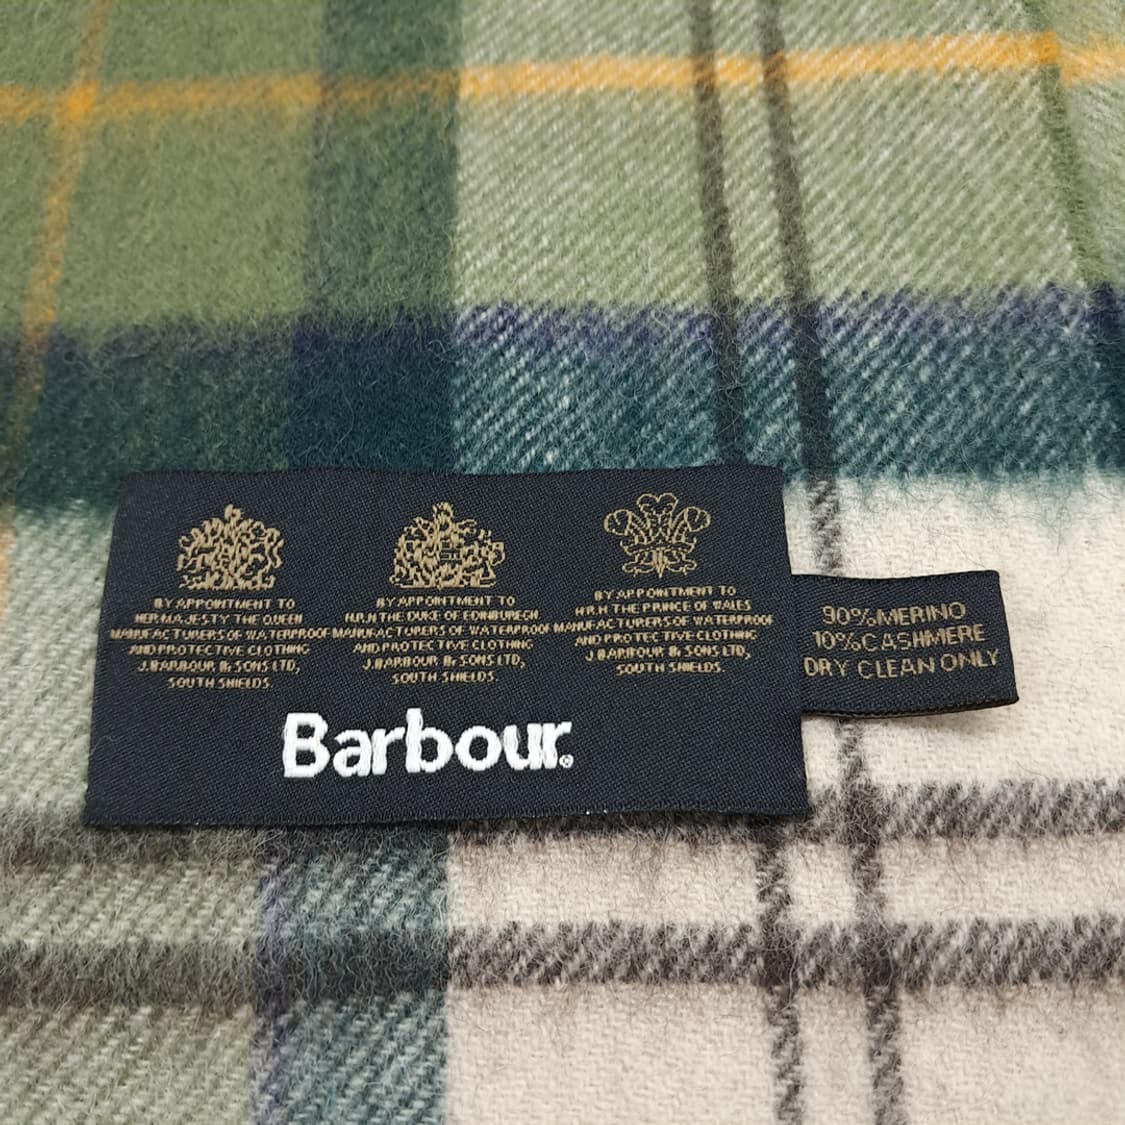 BY APPOINTMENT TO
HER MAJESTY THE QUEEN
MANUFACTURERS OF WATERPROOF
AND PROTECTIVE CLOTHING
J.BARBOUR & SONS LTD,
SOUTH SHIELDS.
BY APPOINTMENT TO
H.R.H THE DUKE OF EDINBURGH
MANUFACTURERS OF WATERPROOF
AND PROTECTIVE CLOTHING
J.BARBOUR & SONS LTD,
SOUTH SHIELDS.
BY APPOINTMENT TO
H.R.H THE PRINCE OF WALES
MANUFACTURERS OF WATERPROOF
AND PROTECTIVE CLOTHING
J.BARBOUR & SONS LTD,
SOUTH SHIELDS.
Barbour®
90%MERINO
10%CASHMERE
DRY CLEAN ONLY